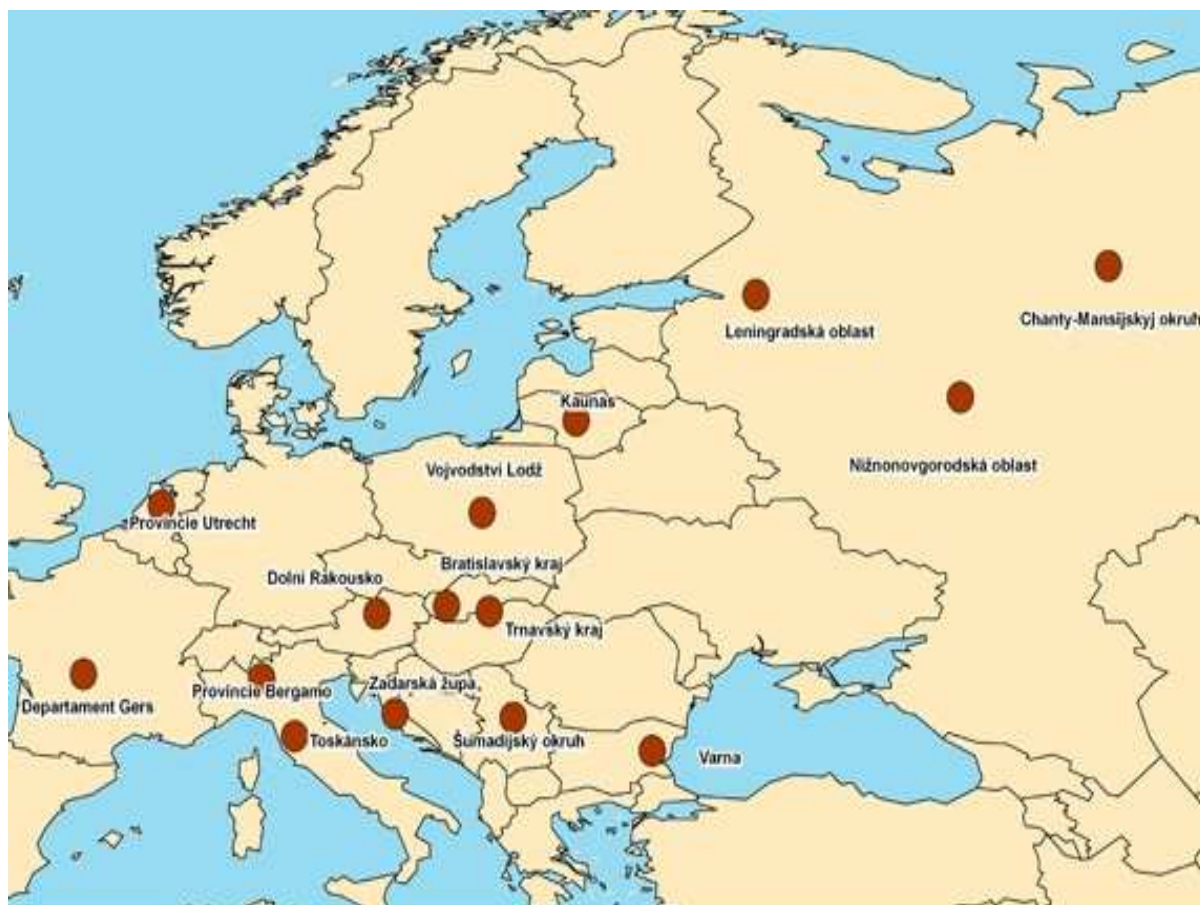 Chanty-Mansijskyj okruh
Leningradská oblast
Kaunas
Nižnonovgorodská oblast
Vojvodství Lodž
Provincie Utrecht
Bratislavský kraj
Dolní Rakousko
Trnavský kraj
Zadarská župa
Provincie Bergamo
Departament Gers
Toskánsko
Šumadijský okruh
Varna